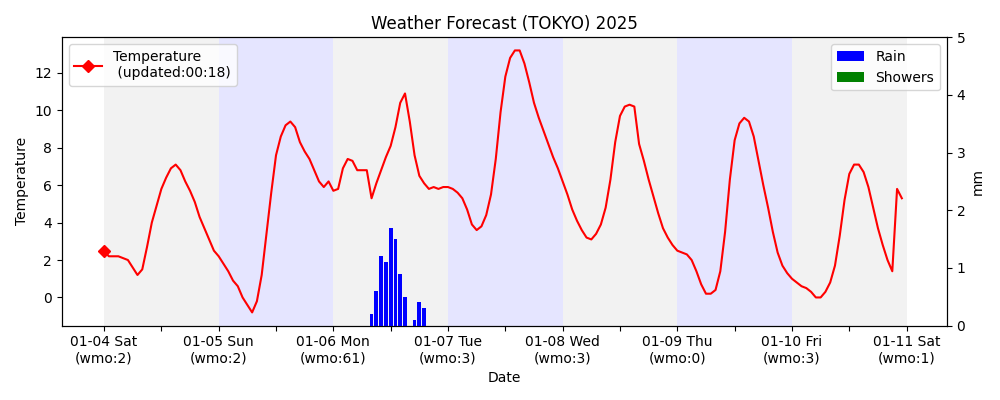 Weather Forecast (TOKYO) 2025
Temperature
(updated:00:18)
Rain
Showers
Temperature
12
10
8
6
4
2
0
5
4
3
2
1
0
mm
01-04 Sat
(wmo:2)
01-05 Sun
(wmo:2)
01-06 Mon
(wmo:61)
01-07 Tue
(wmo:3)
01-08 Wed
(wmo:3)
01-09 Thu
(wmo:0)
01-10 Fri
(wmo:3)
01-11 Sat
(wmo:1)
Date